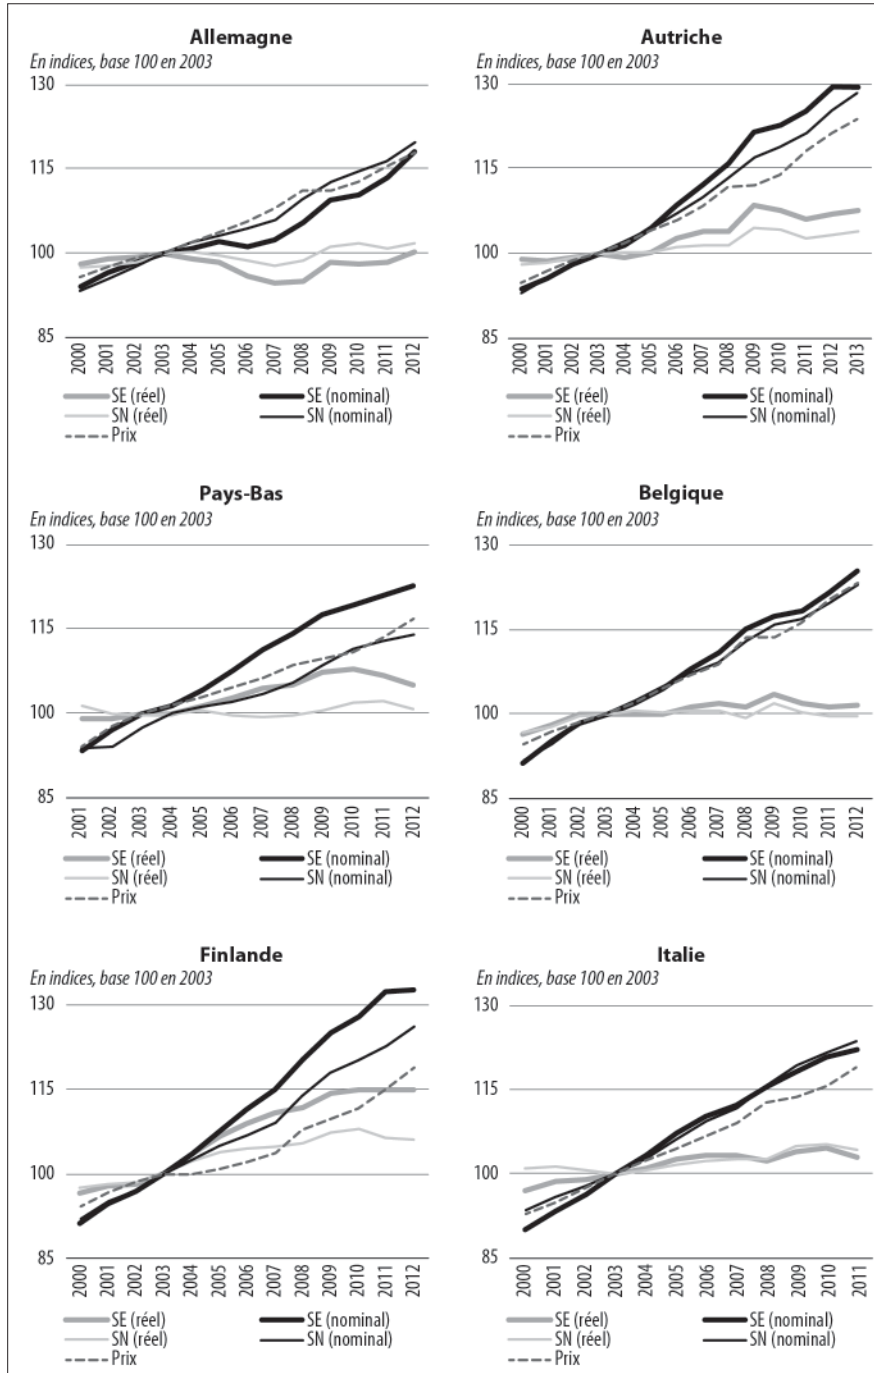 Allemagne
En indices, base 100 en 2003
130
115
100
85
2000 2001 2002 2003 2004 2005 2006 2007 2008 2009 2010 2011 2012
SE (réel) SE (nominal)
SN (réel) SN (nominal)
Prix
Autriche
En indices, base 100 en 2003
130
115
100
85
2000 2001 2002 2003 2004 2005 2006 2007 2008 2009 2010 2011 2012 2013
SE (réel) SE (nominal)
SN (réel) SN (nominal)
Prix
Pays-Bas
En indices, base 100 en 2003
130
115
100
85
2001 2002 2003 2004 2005 2006 2007 2008 2009 2010 2011 2012
SE (réel) SE (nominal)
SN (réel) SN (nominal)
Prix
Belgique
En indices, base 100 en 2003
130
115
100
85
2000 2001 2002 2003 2004 2005 2006 2007 2008 2009 2010 2011 2012
SE (réel) SE (nominal)
SN (réel) SN (nominal)
Prix
Finlande
En indices, base 100 en 2003
130
115
100
85
2000 2001 2002 2003 2004 2005 2006 2007 2008 2009 2010 2011 2012
SE (réel) SE (nominal)
SN (réel) SN (nominal)
Prix
Italie
En indices, base 100 en 2003
130
115
100
85
2000 2001 2002 2003 2004 2005 2006 2007 2008 2009 2010 2011
SE (réel) SE (nominal)
SN (réel) SN (nominal)
Prix